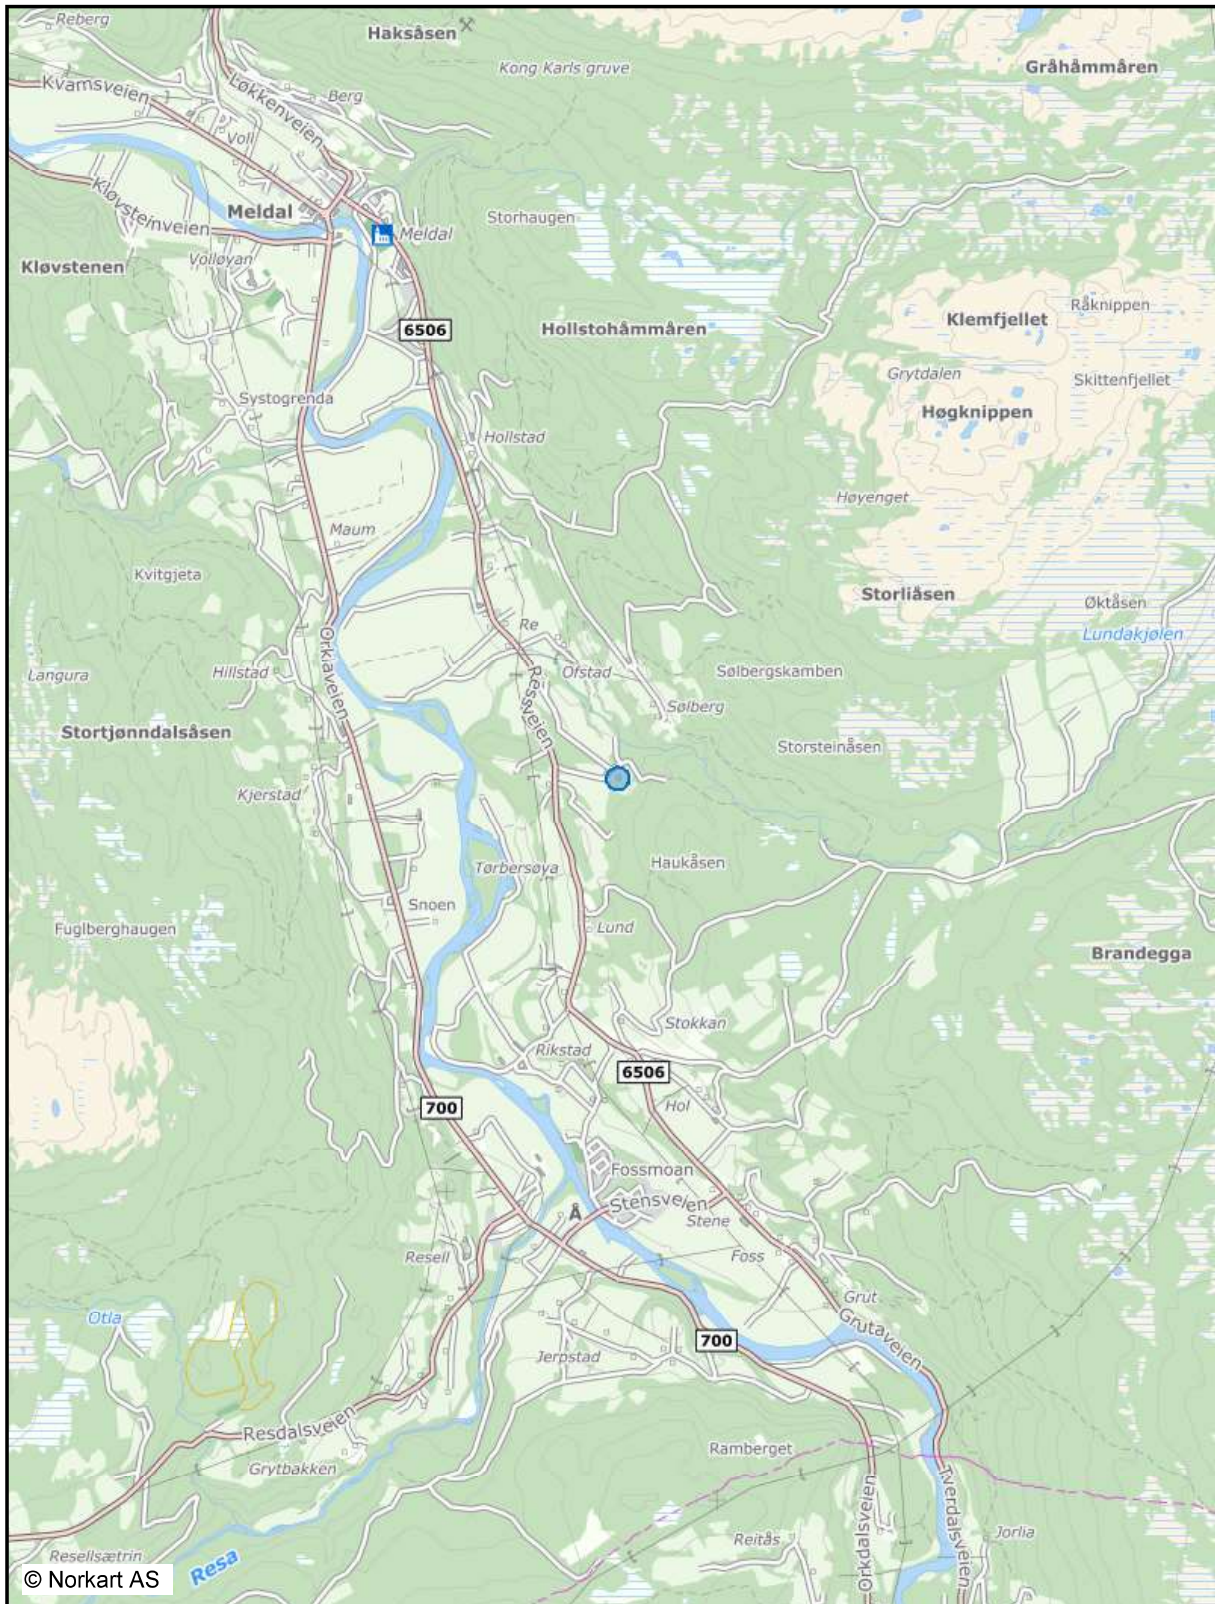 Reberg
Haksåsen
Kong Karls gruve
Gråhåmmåren
Kvamsveien
Løkkenveien
Berg
Voll
Kløvsteinveien
Meldal
Meldal
Storhaugen
Volløyan
Kløvstenen
6506
Hollstohåmmåren
Klemfjellet
Råknippen
Grytdalen
Skittenfjellet
Systogrenda
Høgknippen
Hollstad
Høyenget
Maum
Kvitgjeta
Storliåsen
Øktåsen
Re
Lundakjølen
Orklaveien
Hillstad
Langura
Ofstad
Sølbergskamben
Ressveien
Sølberg
Stortjønndalsåsen
Storsteinåsen
Kjerstad
Haukåsen
Tørbersøya
Snoen
Fuglberghaugen
Lund
Brandegga
Stokkan
Rikstad
6506
700
Hol
Fossmoan
Stensveien
Å
Stene
Resell
Foss
Grut
Otla
Grutaveien
700
Jerpstad
Resdalsveien
Ramberget
Grytbakken
Orkdalsveien
Tverdalsveien
Reitås
Jorlia
Resellsætrin
Resa
© Norkart AS